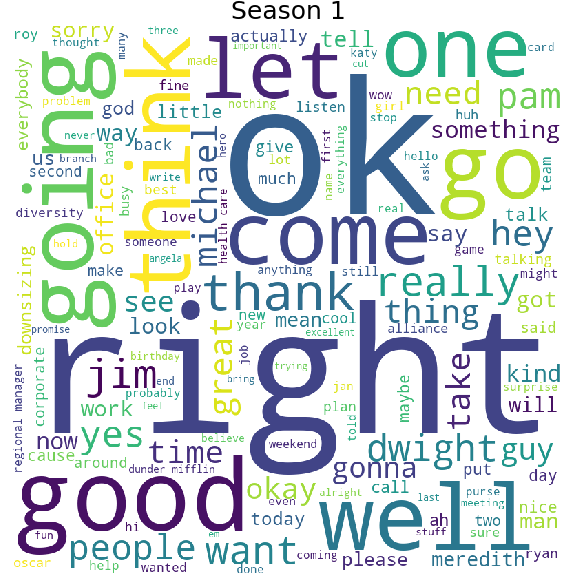 Season 1
roy
three
many
thought
sorry
actually
important
katy
cut
tell
one
card
everybody
going
think
made
fine
let
wow
girl
stop
need
pam
problem
god
little
nothing
listen
huh
something
never
way
back
ok
go
us
branch
bad
michael
give
first
hello
ask
team
second
write
best
lot
everything
office
busy
much
name
real
diversity
love
hero
health care
come
say
talk
hey
hold
someone
game
talking
downsizing
angela
make
anything
still
really
might
see
play
thank
thing
got
look
new
mean
cool
said
promise
year
excellent
alliance
right
great
job
trying
jim
birthday
end
jan
take
kind
surprise
regional manager
corporate
probably
bring
plan
maybe
will
work
feel
told
now
yes
believe
weekend
dwight
guy
cause
time
around
dunder mifflin
gonna
put
day
good
okay
call
well
last
purse
meeting
nice
even
alright
hi
today
ah
two
man
fun
em
stuff
sure
people
want
oscar
help
wanted
done
coming
please
meredith
ryan